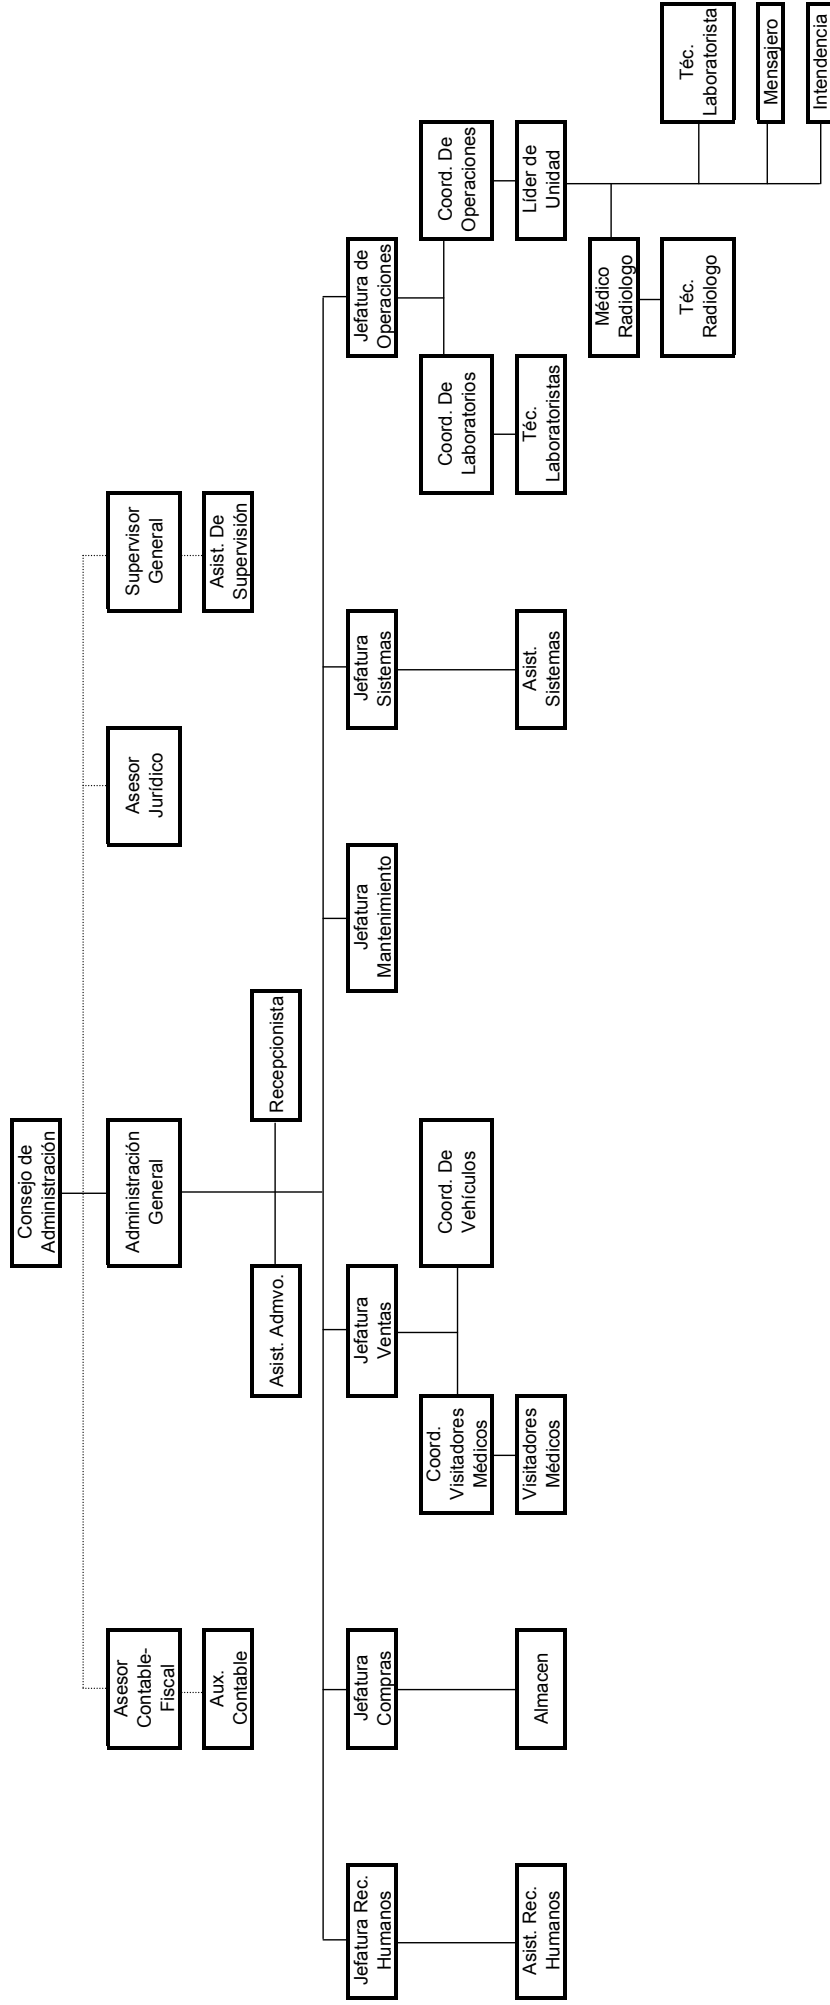 Consejo de
Administración
Asesor
Contable-
Fiscal
Administración
General
Asesor
Jurídico
Supervisor
General
Aux.
Contable
Asist. De
Supervisión
Asist. Admvo.
Recepcionista
Jefatura Rec.
Humanos
Jefatura
Compras
Jefatura
Ventas
Jefatura
Mantenimiento
Jefatura
Sistemas
Jefatura de
Operaciones
Coord.
Visitadores
Médicos
Coord. De
Vehículos
Coord. De
Laboratorios
Coord. De
Operaciones
Asist. Rec.
Humanos
Almacen
Visitadores
Médicos
Asist.
Sistemas
Téc.
Laboratoristas
Líder de
Unidad
Médico
Radiologo
Téc.
Radiologo
Téc.
Laboratorista
Mensajero
Intendencia